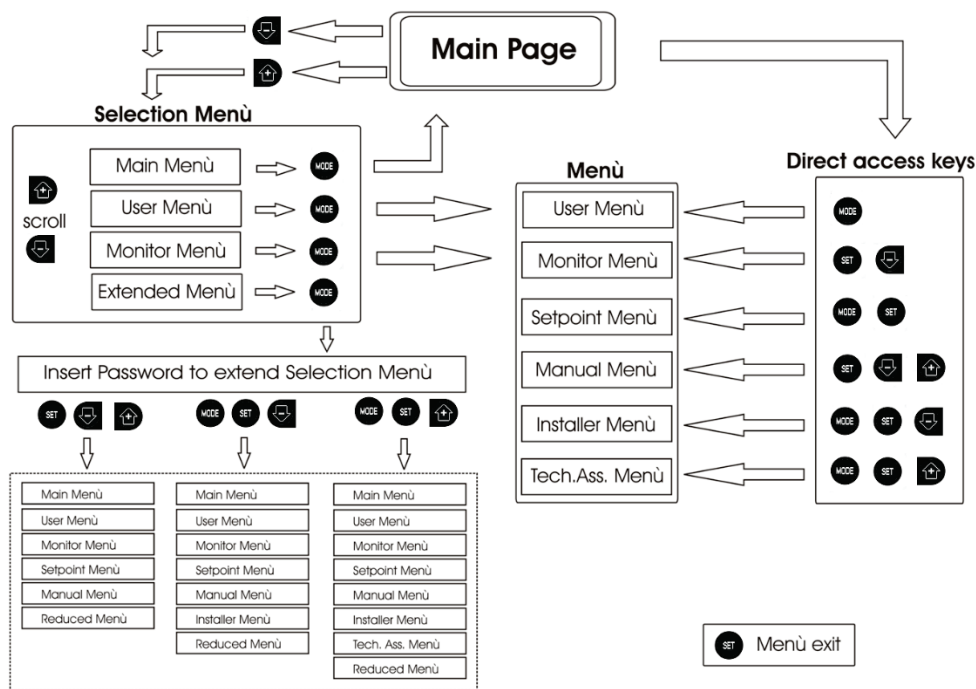 Main Page
Selection Menù
Main Menù
MODE
User Menù
MODE
scroll
Monitor Menù
MODE
Extended Menù
MODE
Insert Password to extend Selection Menù
SET
MODE SET
MODE SET
Main Menù
User Menù
Monitor Menù
Setpoint Menù
Manual Menù
Reduced Menù
Main Menù
User Menù
Monitor Menù
Setpoint Menù
Manual Menù
Installer Menù
Reduced Menù
Main Menù
User Menù
Monitor Menù
Setpoint Menù
Manual Menù
Installer Menù
Tech. Ass. Menù
Reduced Menù
Menù
User Menù
Monitor Menù
Setpoint Menù
Manual Menù
Installer Menù
Tech.Ass. Menù
Direct access keys
MODE
SET
MODE SET
SET
MODE SET
MODE SET
SET Menù exit